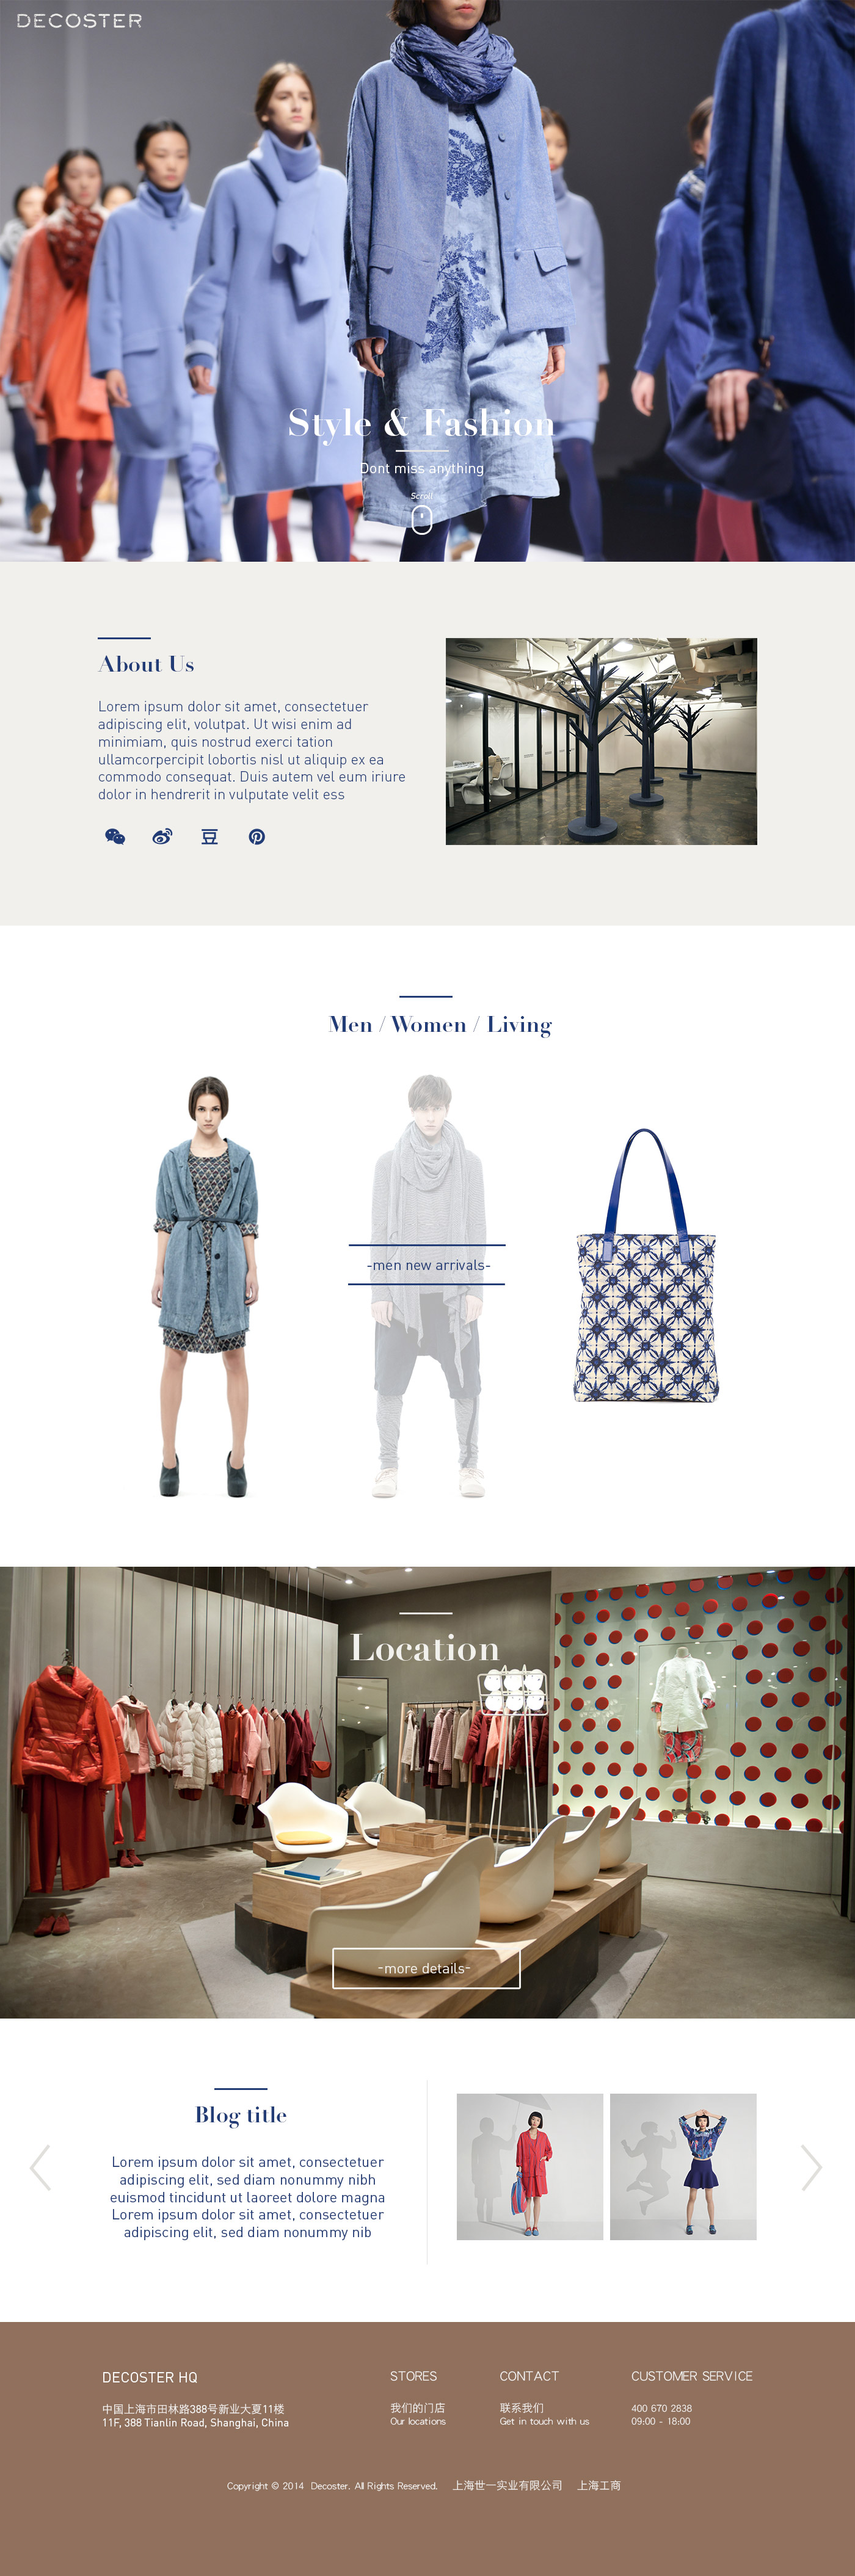 DECOSTER
Style & Fashion
Dont miss anything
Scroll
About Us
Lorem ipsum dolor sit amet, consectetuer
adipiscing elit, volutpat. Ut wisi enim ad
minimiam, quis nostrud exerci tation
ullamcorpercipit lobortis nisl ut aliquip ex ea
commodo consequat. Duis autem vel eum iriure
dolor in hendrerit in vulputate velit ess
豆
Men / Women / Living
-men new arrivals-
Location
-more details-
Blog title
Lorem ipsum dolor sit amet, consectetuer
adipiscing elit, sed diam nonummy nibh
euismod tincidunt ut laoreet dolore magna
Lorem ipsum dolor sit amet, consectetuer
adipiscing elit, sed diam nonummy nib
DECOSTER HQ
中国上海市田林路388号新业大夏11楼
11F, 388 Tianlin Road, Shanghai, China
STORES
我们的门店
Our locations
CONTACT
联系我们
Get in touch with us
CUSTOMER SERVICE
400 670 2838
09:00 - 18:00
Copyright © 2014 Decoster. All Rights Reserved. 上海世一实业有限公司 上海工商